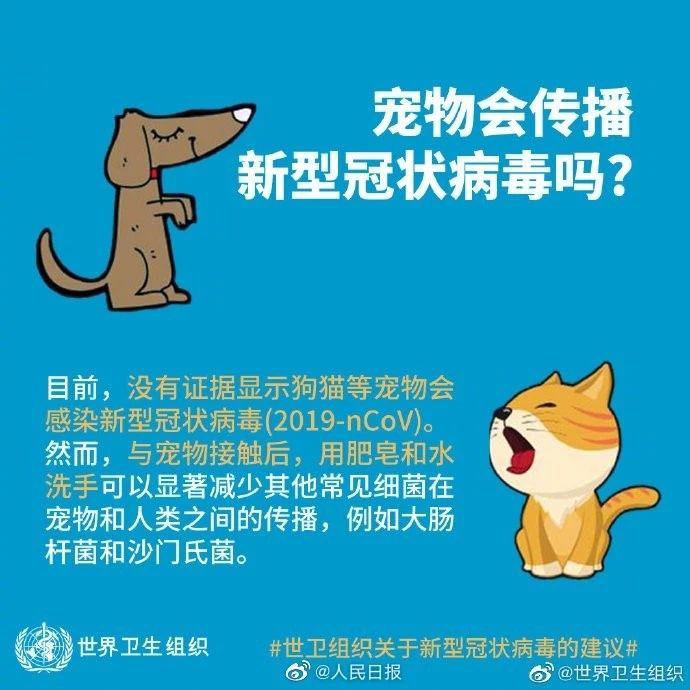 宠物会传播
新型冠状病毒吗?
目前，没有证据显示狗猫等宠物会
感染新型冠状病毒(2019-nCoV)。
然而，与宠物接触后，用肥皂和水
洗手可以显著减少其他常见细菌在
宠物和人类之间的传播，例如大肠
杆菌和沙门氏菌。
世界卫生组织
#世卫组织关于新型冠状病毒的建议#
@人民日报
@世界卫生组织